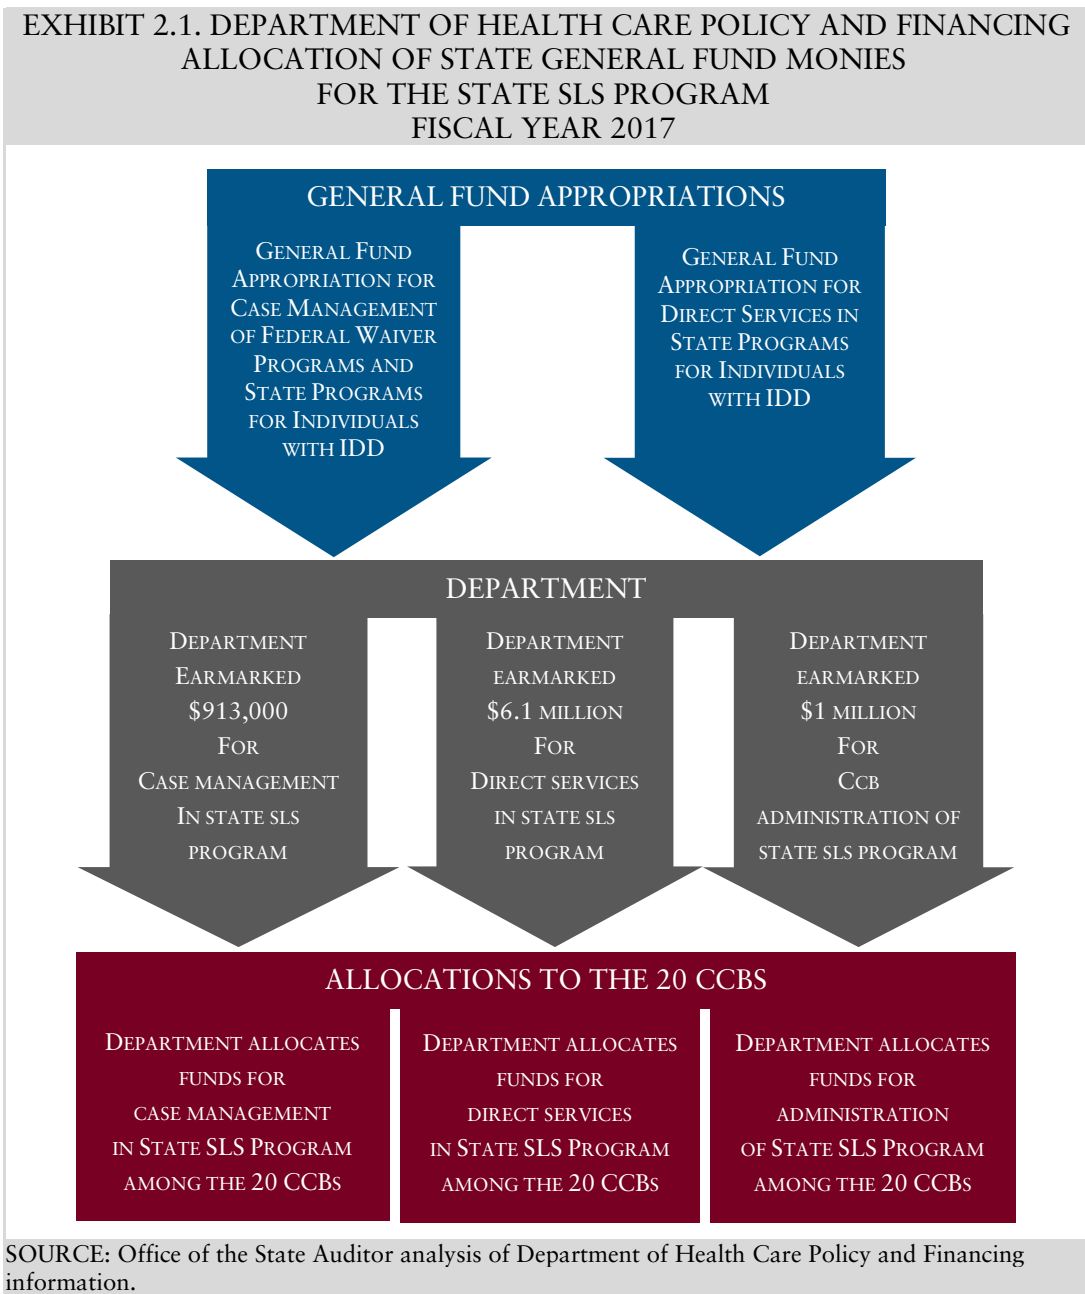 EXHIBIT 2.1. DEPARTMENT OF HEALTH CARE POLICY AND FINANCING
ALLOCATION OF STATE GENERAL FUND MONIES
FOR THE STATE SLS PROGRAM
FISCAL YEAR 2017
GENERAL FUND APPROPRIATIONS
GENERAL FUND
APPROPRIATION FOR
CASE MANAGEMENT
OF FEDERAL WAIVER
PROGRAMS AND
STATE PROGRAMS
FOR INDIVIDUALS
WITH IDD
GENERAL FUND
APPROPRIATION FOR
DIRECT SERVICES IN
STATE PROGRAMS
FOR INDIVIDUALS
WITH IDD
DEPARTMENT
DEPARTMENT
EARMARKED
$913,000
FOR
CASE MANAGEMENT
IN STATE SLS
PROGRAM
DEPARTMENT
EARMARKED
$6.1 MILLION
FOR
DIRECT SERVICES
IN STATE SLS
PROGRAM
DEPARTMENT
EARMARKED
$1 MILLION
FOR
CCB
ADMINISTRATION OF
STATE SLS PROGRAM
ALLOCATIONS TO THE 20 CCBS
DEPARTMENT ALLOCATES
FUNDS FOR
CASE MANAGEMENT
IN STATE SLS PROGRAM
AMONG THE 20 CCBS
DEPARTMENT ALLOCATES
FUNDS FOR
DIRECT SERVICES
IN STATE SLS PROGRAM
AMONG THE 20 CCBS
DEPARTMENT ALLOCATES
FUNDS FOR
ADMINISTRATION
OF STATE SLS PROGRAM
AMONG THE 20 CCBS
SOURCE: Office of the State Auditor analysis of Department of Health Care Policy and Financing
information.